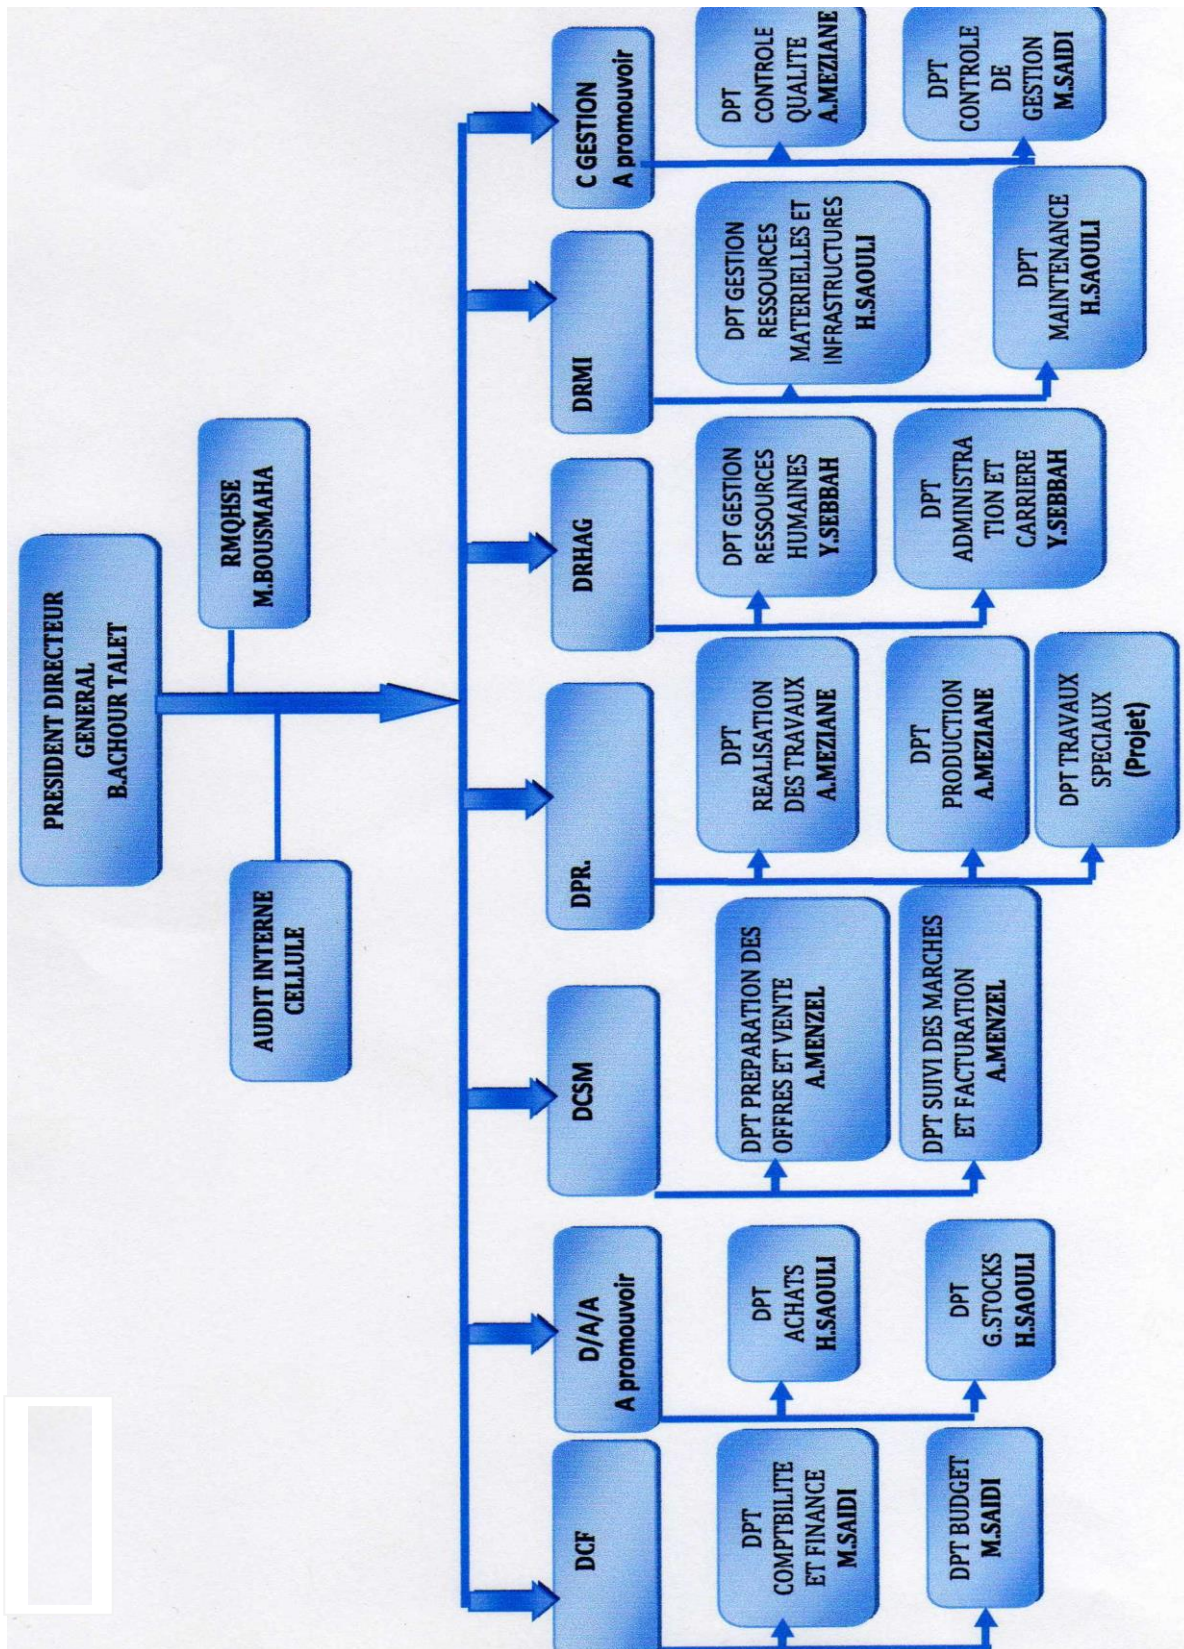 PRESIDENT DIRECTEUR
GENERAL
B.ACHOUR TALET
RMQHSE
M.BOUSMAHA
AUDIT INTERNE
CELLULE
DCF
D/A/A
A promouvoir
DCSM
DPR.
DRHAG
DRMI
C GESTION
A promouvoir
DPT
COMPTBILITE
ET FINANCE
M.SAIDI
DPT BUDGET
M.SAIDI
DPT
ACHATS
H.SAOULI
DPT
G.STOCKS
H.SAOULI
DPT PREPARATION DES
OFFRES ET VENTE
A.MENZEL
DPT SUIVI DES MARCHES
ET FACTURATION
A.MENZEL
DPT
REALISATION
DES TRAVAUX
A.MEZIANE
DPT
PRODUCTION
A.MEZIANE
DPT TRAVAUX
SPECIAUX
(Projet)
DPT GESTION
RESSOURCES
HUMAINES
Y.SEBBAH
DPT
ADMINISTRA
TION ET
CARRIERE
Y.SEBBAH
DPT GESTION
RESSOURCES
MATERIELLES ET
INFRASTRUCTURES
H.SAOULI
DPT
MAINTENANCE
H.SAOULI
DPT
CONTROLE
QUALITE
A.MEZIANE
DPT
CONTROLE
DE
GESTION
M.SAIDI